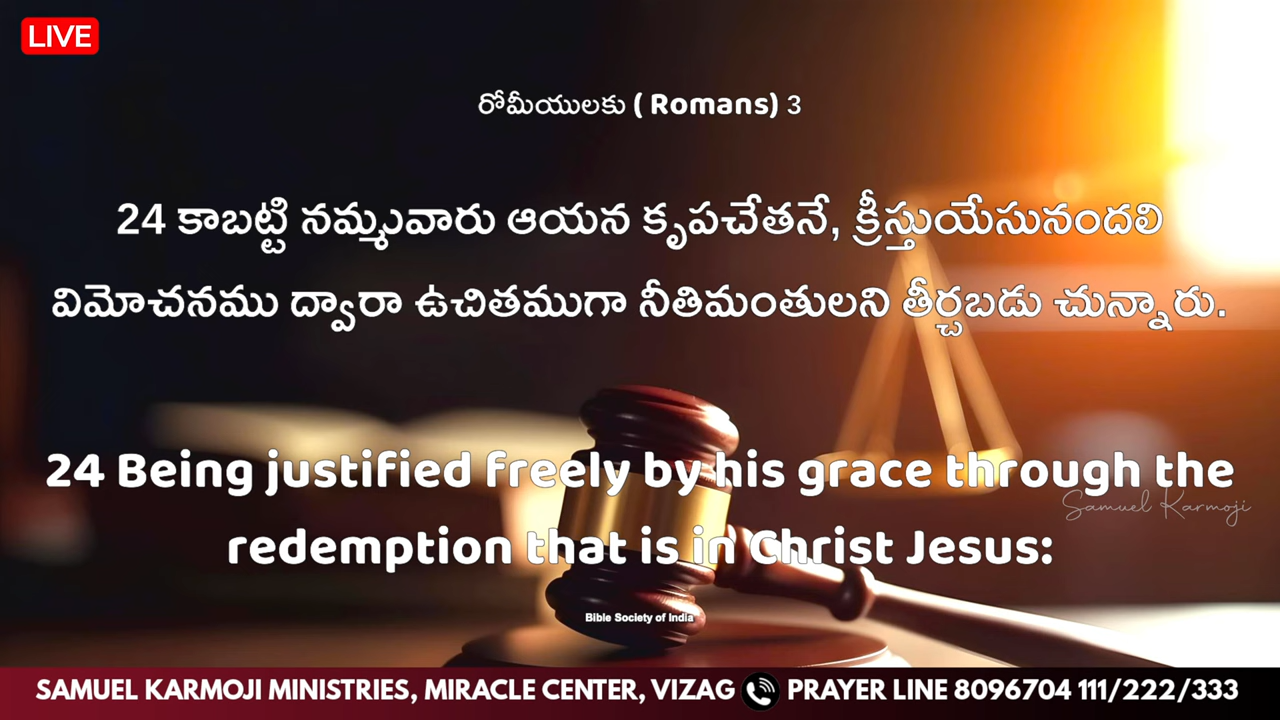 LIVE
రోమీయులకు ( Romans) 3
24 కాబట్టి నమ్మువారు ఆయన కృపచేతనే, క్రీస్తుయేసునందలి
విమోచనము ద్వారా ఉచితముగా నీతిమంతులని తీర్చబడు చున్నారు.
24 Being justified freely by his grace through the
Samuel Karmoji
redemption that is in Christ Jesus:
Bible Society of India
SAMUEL KARMOJI MINISTRIES, MIRACLE CENTER, VIZAG PRAYER LINE 8096704 111/222/333